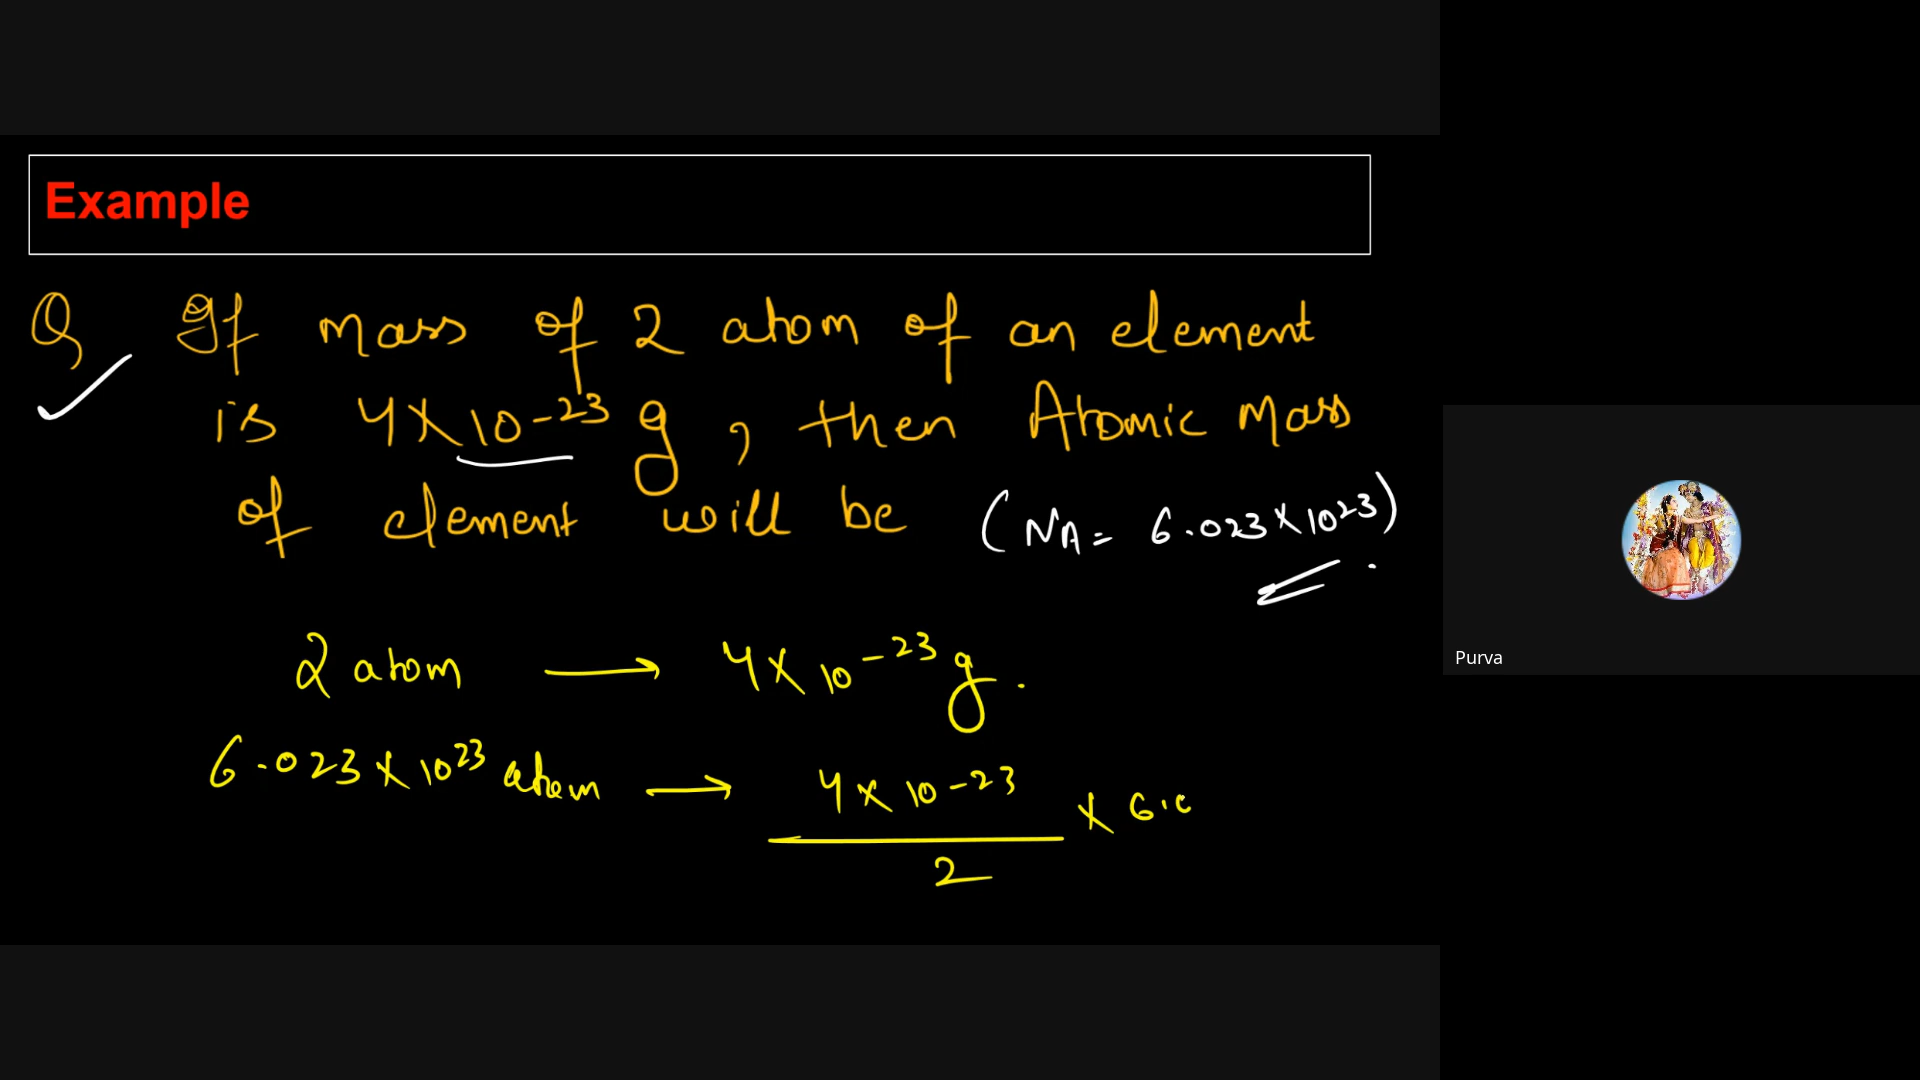 Example
Q If mass of 2 atom of an element
is 4×10-²³ g, then Atomic Mass
of element will be (NA = 6.023×10²³)
2 atom → 4×10-²³ g.
6.023×10²³ atom → 4×10-²³ / 2 × 6.0
Purva